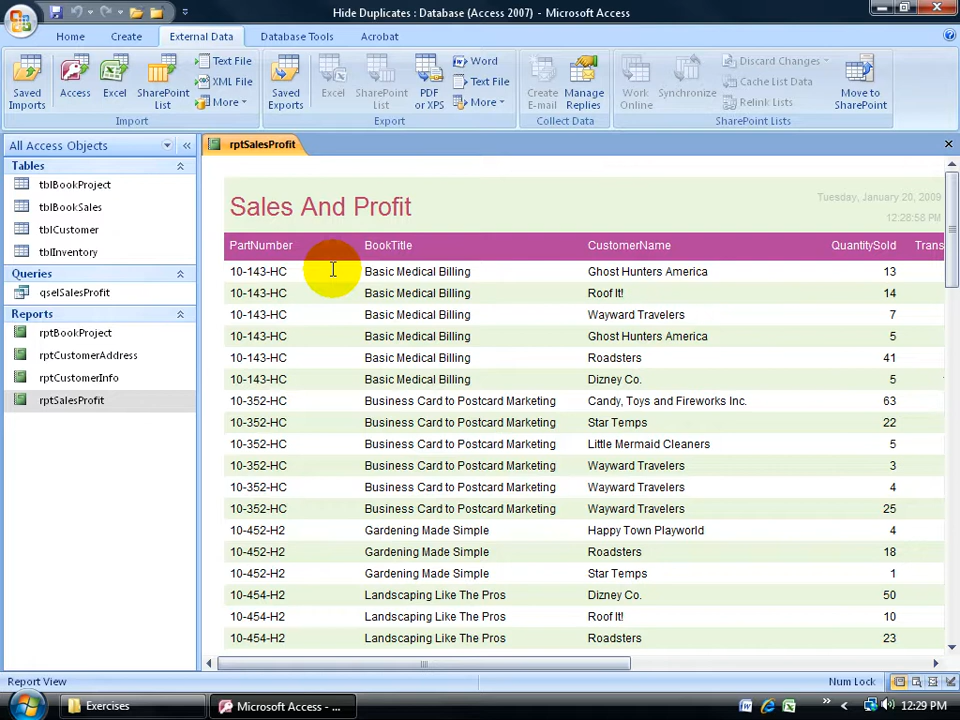 Hide Duplicates : Database (Access 2007) - Microsoft Access
Home Create External Data Database Tools Acrobat
Saved Imports
Access
Excel
SharePoint List
Text File
XML File
More
Import
Saved Exports
Excel
SharePoint List
PDF or XPS
Word
Text File
More
Export
Create E-mail
Manage Replies
Collect Data
Work Online
Synchronize
Discard Changes
Cache List Data
Relink Lists
Move to SharePoint
SharePoint Lists
All Access Objects
Tables
tblBookProject
tblBookSales
tblCustomer
tblInventory
Queries
qselSalesProfit
Reports
rptBookProject
rptCustomerAddress
rptCustomerInfo
rptSalesProfit
rptSalesProfit
Sales And Profit
Tuesday, January 20, 2009
12:28:58 PM
PartNumber BookTitle CustomerName QuantitySold Trans
10-143-HC Basic Medical Billing Ghost Hunters America 13
10-143-HC Basic Medical Billing Roof It! 14
10-143-HC Basic Medical Billing Wayward Travelers 7
10-143-HC Basic Medical Billing Ghost Hunters America 5
10-143-HC Basic Medical Billing Roadsters 41
10-143-HC Basic Medical Billing Dizney Co. 5
10-352-HC Business Card to Postcard Marketing Candy, Toys and Fireworks Inc. 63
10-352-HC Business Card to Postcard Marketing Star Temps 22
10-352-HC Business Card to Postcard Marketing Little Mermaid Cleaners 5
10-352-HC Business Card to Postcard Marketing Wayward Travelers 3
10-352-HC Business Card to Postcard Marketing Wayward Travelers 4
10-352-HC Business Card to Postcard Marketing Wayward Travelers 25
10-452-H2 Gardening Made Simple Happy Town Playworld 4
10-452-H2 Gardening Made Simple Roadsters 18
10-452-H2 Gardening Made Simple Star Temps 1
10-454-H2 Landscaping Like The Pros Dizney Co. 50
10-454-H2 Landscaping Like The Pros Roof It! 10
10-454-H2 Landscaping Like The Pros Roadsters 23
Report View
Num Lock
Exercises
Microsoft Access - ...
12:29 PM